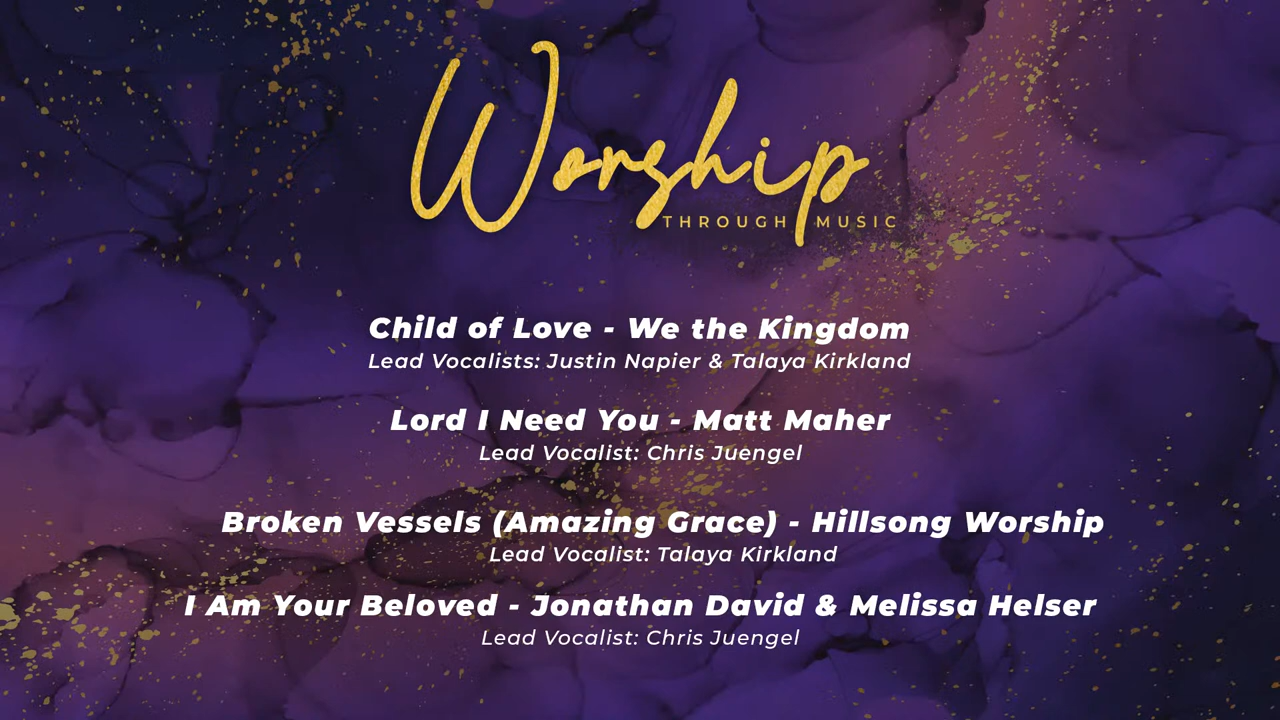 Worship
THROUGH MUSIC
Child of Love - We the Kingdom
Lead Vocalists: Justin Napier & Talaya Kirkland
Lord I Need You - Matt Maher
Lead Vocalist: Chris Juengel
Broken Vessels (Amazing Grace) - Hillsong Worship
Lead Vocalist: Talaya Kirkland
I Am Your Beloved - Jonathan David & Melissa Helser
Lead Vocalist: Chris Juengel